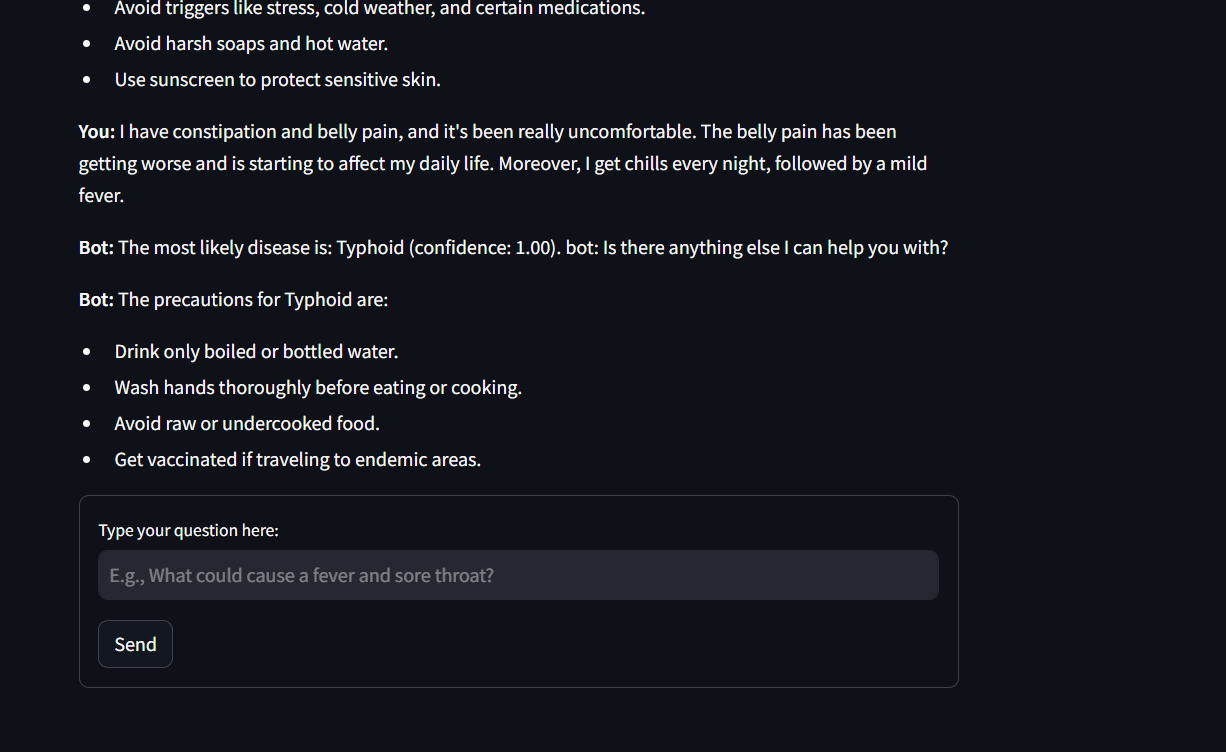 • Avoid triggers like stress, cold weather, and certain medications.
• Avoid harsh soaps and hot water.
• Use sunscreen to protect sensitive skin.
You: I have constipation and belly pain, and it's been really uncomfortable. The belly pain has been
getting worse and is starting to affect my daily life. Moreover, I get chills every night, followed by a mild
fever.
Bot: The most likely disease is: Typhoid (confidence: 1.00). bot: Is there anything else I can help you with?
Bot: The precautions for Typhoid are:
• Drink only boiled or bottled water.
• Wash hands thoroughly before eating or cooking.
• Avoid raw or undercooked food.
• Get vaccinated if traveling to endemic areas.
Type your question here:
E.g., What could cause a fever and sore throat?
Send